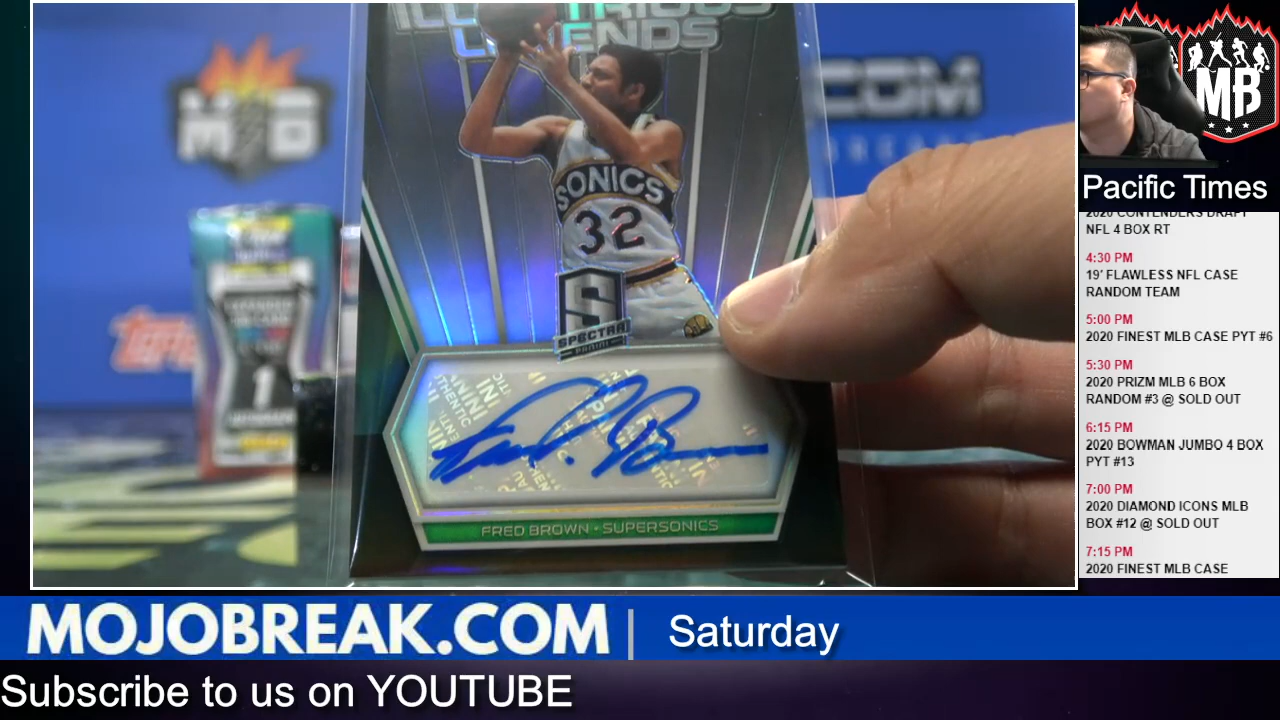 ILLUSTRIOUS
LEGENDS
SONICS
32
S
SPECTRA
PANINI
FRED BROWN • SUPERSONICS
.COM
MB
Pacific Times
2020 CONTENDERS DRAFT
NFL 4 BOX RT
4:30 PM
19' FLAWLESS NFL CASE
RANDOM TEAM
5:00 PM
2020 FINEST MLB CASE PYT #6
5:30 PM
2020 PRIZM MLB 6 BOX
RANDOM #3 @ SOLD OUT
6:15 PM
2020 BOWMAN JUMBO 4 BOX
PYT #13
7:00 PM
2020 DIAMOND ICONS MLB
BOX #12 @ SOLD OUT
7:15 PM
2020 FINEST MLB CASE
MOJOBREAK.COM | Saturday
Subscribe to us on YOUTUBE